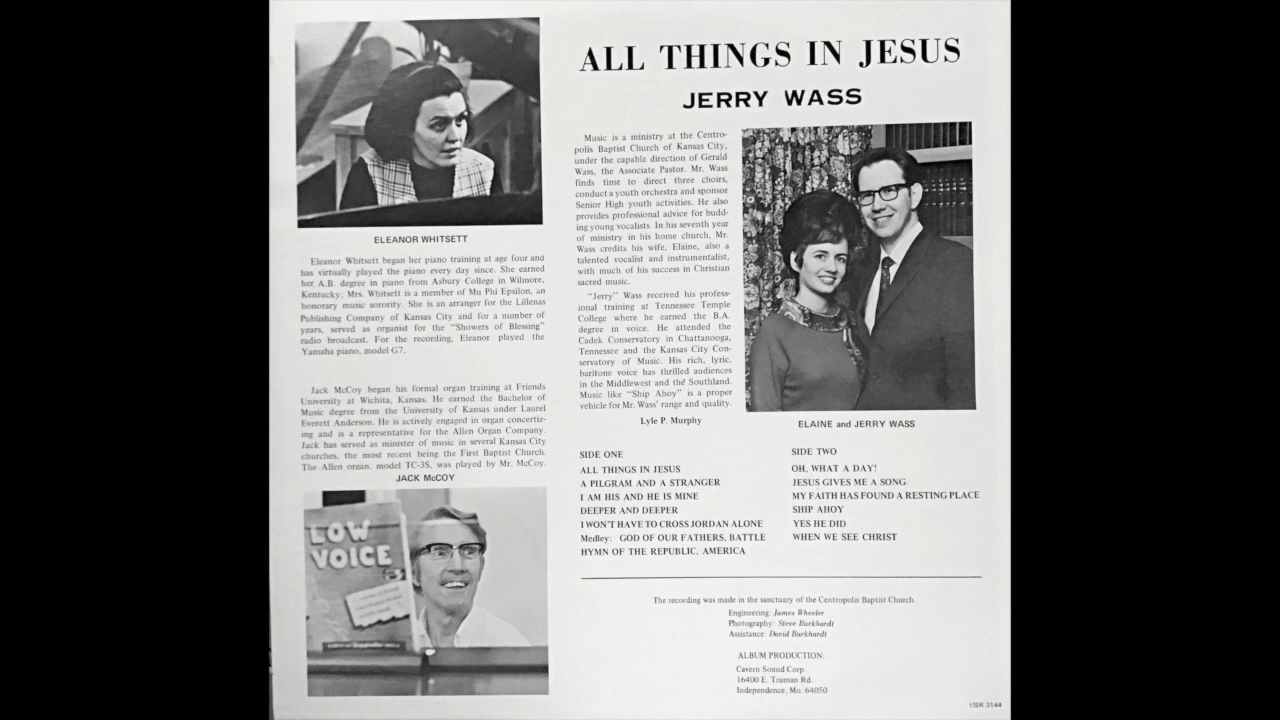 ALL THINGS IN JESUS
JERRY WASS
ELEANOR WHITSETT
Eleanor Whitsett began her piano training at age four and
has virtually played the piano every day since. She earned
her A.B. degree in piano from Asbury College in Wilmore,
Kentucky; Mrs. Whitsett is a member of Mu Phi Epsilon, an
honorary music sorority. She is an arranger for the Lillenas
Publishing Company of Kansas City and for a number of
years, served as organist for the "Showers of Blessing"
radio broadcast. For the recording, Eleanor played the
Yamaha piano, model G7.
Jack McCoy began his formal organ training at Friends
University at Wichita, Kansas. He earned the Bachelor of
Music degree from the University of Kansas under Laurel
Everett Anderson. He is actively engaged in organ concertiz-
ing and is a representative for the Allen Organ Company.
Jack has served as minister of music in several Kansas City
churches, the most recent being the First Baptist Church.
The Allen organ, model TC-3S, was played by Mr. McCoy.
JACK McCOY
LOW
VOICE
Music is a ministry at the Centro-
polis Baptist Church of Kansas City,
under the capable direction of Gerald
Wass, the Associate Pastor. Mr. Wass
finds time to direct three choirs,
conduct a youth orchestra and sponsor
Senior High youth activities. He also
provides professional advice for budd-
ing young vocalists. In his seventh year
of ministry in his home church, Mr.
Wass credits his wife, Elaine, also a
talented vocalist and instrumentalist,
with much of his success in Christian
sacred music.
"Jerry" Wass received his profess-
ional training at Tennessee Temple
College where he earned the B.A.
degree in voice. He attended the
Cadek Conservatory in Chattanooga,
Tennessee and the Kansas City Con-
servatory of Music. His rich, lyric,
baritone voice has thrilled audiences
in the Middlewest and the Southland.
Music like "Ship Ahoy" is a proper
vehicle for Mr. Wass' range and quality.
Lyle P. Murphy
ELAINE and JERRY WASS
SIDE ONE
ALL THINGS IN JESUS
A PILGRAM AND A STRANGER
I AM HIS AND HE IS MINE
DEEPER AND DEEPER
I WON'T HAVE TO CROSS JORDAN ALONE
Medley: GOD OF OUR FATHERS, BATTLE
HYMN OF THE REPUBLIC, AMERICA
SIDE TWO
OH, WHAT A DAY!
JESUS GIVES ME A SONG
MY FAITH HAS FOUND A RESTING PLACE
SHIP AHOY
YES HE DID
WHEN WE SEE CHRIST
The recording was made in the sanctuary of the Centropolis Baptist Church.
Engineering: James Wheeler
Photography: Steve Burkhardt
Assistance: David Burkhardt
ALBUM PRODUCTION:
Cavern Sound Corp.
16400 E. Truman Rd.
Independence, Mo. 64050
USR 3144